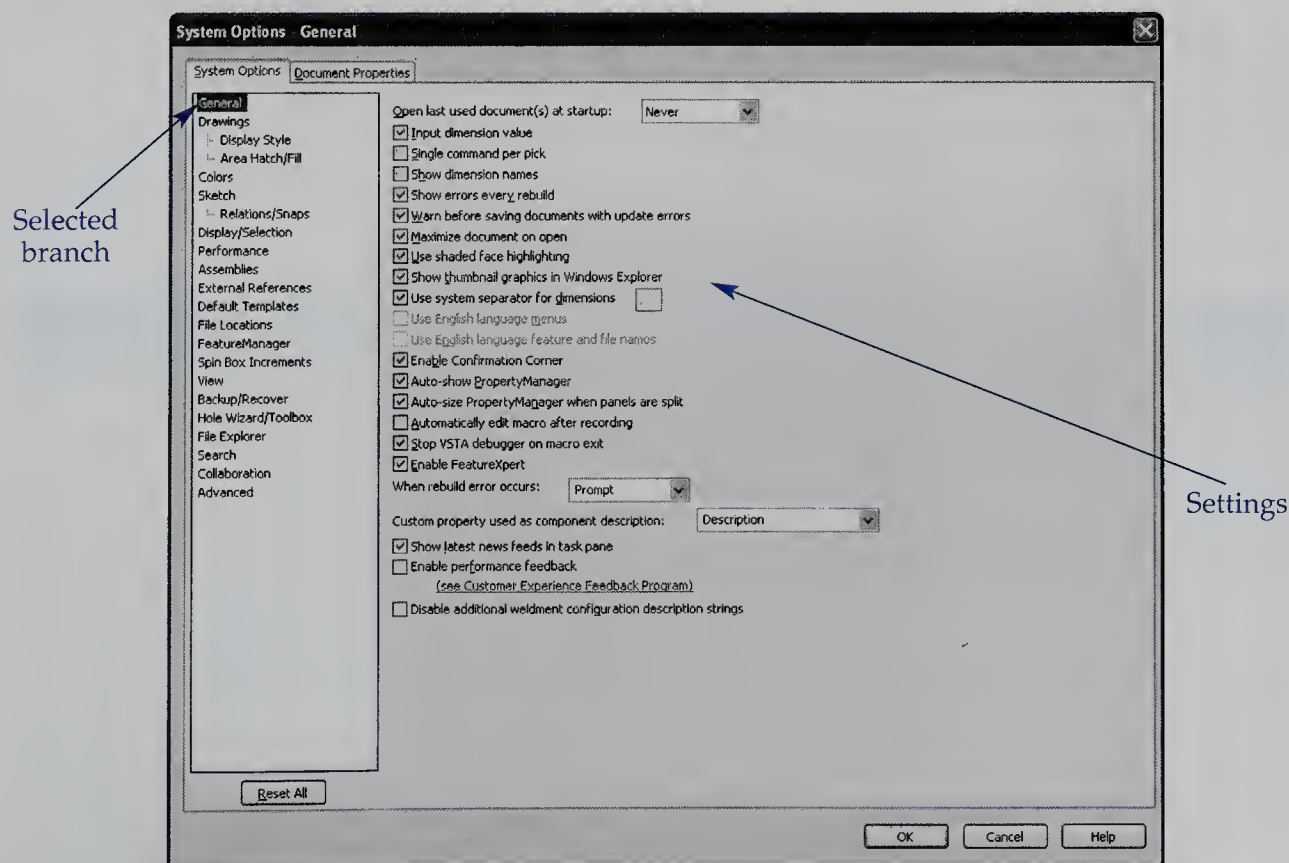 System Options - General
System Options
Document Properties
General
Drawings
Display Style
Area Hatch/Fill
Colors
Sketch
Relations/Snaps
Display/Selection
Performance
Assemblies
External References
Default Templates
File Locations
FeatureManager
Spin Box Increments
View
Backup/Recover
Hole Wizard/Toolbox
File Explorer
Search
Collaboration
Advanced
Reset All
Selected
branch
Open last used document(s) at startup: Never
Input dimension value
Single command per pick
Show dimension names
Show errors every rebuild
Warn before saving documents with update errors
Maximize document on open
Use shaded face highlighting
Show thumbnail graphics in Windows Explorer
Use system separator for dimensions .
Use English language menus
Use English language feature and file names
Enable Confirmation Corner
Auto-show PropertyManager
Auto-size PropertyManager when panels are split
Automatically edit macro after recording
Stop VSTA debugger on macro exit
Enable FeatureXpert
When rebuild error occurs: Prompt
Custom property used as component description: Description
Show latest news feeds in task pane
Enable performance feedback
(see Customer Experience Feedback Program)
Disable additional weldment configuration description strings
Settings
OK Cancel Help